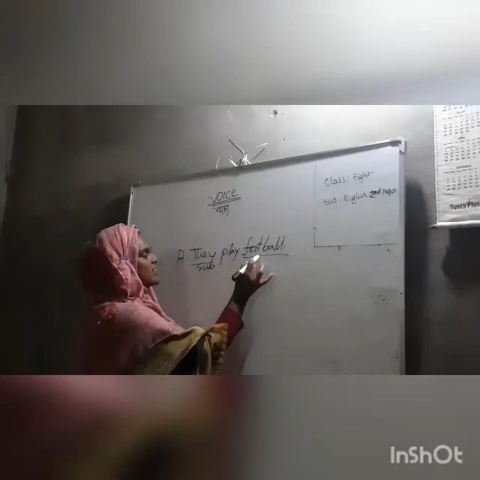 Voice
বাচ্য
Class: Eight
Sub: English 2nd Paper
A They play football.
Sub
InShOt